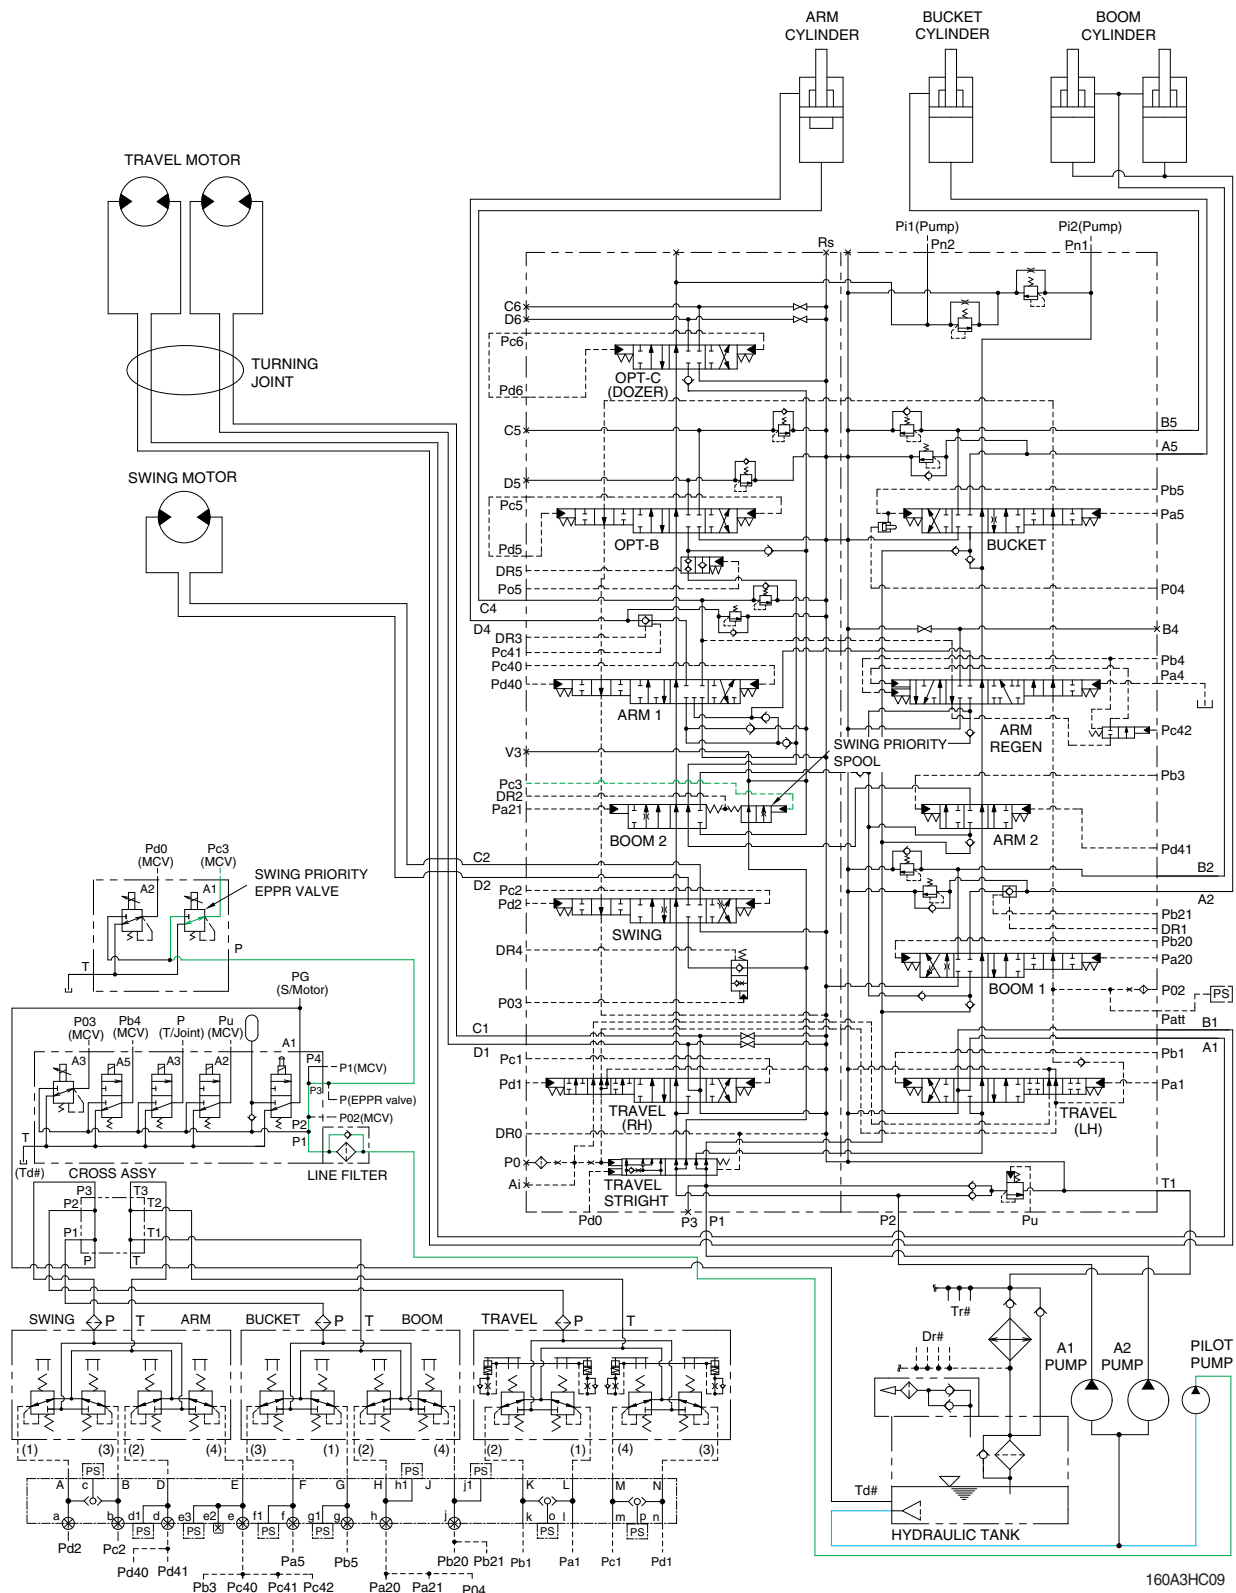 ARM
CYLINDER
BUCKET
CYLINDER
BOOM
CYLINDER
TRAVEL MOTOR
TURNING
JOINT
SWING MOTOR
Pi1(Pump)
Pn2
Pi2(Pump)
Pn1
Rs
C6
D6
Pc6
Pd6
OPT-C
(DOZER)
C5
B5
A5
D5
Pc5
Pd5
OPT-B
Pb5
Pa5
BUCKET
DR5
Po5
P04
C4
D4
DR3
Pc41
Pc40
Pd40
ARM 1
B4
Pb4
Pa4
ARM
REGEN
Pc42
V3
SWING PRIORITY
SPOOL
Pc3
DR2
Pa21
BOOM 2
Pb3
ARM 2
Pd41
Pd0
(MCV)
Pc3
(MCV)
SWING PRIORITY
EPPR VALVE
A2
A1
P
T
C2
D2
Pc2
Pd2
SWING
B2
A2
Pb21
DR1
Pb20
Pa20
BOOM 1
DR4
P03
P02
PS
Patt
PG
(S/Motor)
P03
(MCV)
Pb4
(MCV)
P
(T/Joint)
Pu
(MCV)
A3
A5
A3
A2
A1
P4
P1(MCV)
P3
P(EPPR valve)
P02(MCV)
P2
P1
T
(Td#)
LINE FILTER
C1
D1
Pc1
Pd1
TRAVEL
(RH)
B1
A1
Pb1
Pa1
TRAVEL
(LH)
DR0
P0
Ai
TRAVEL
STRIGHT
Pd0
P3
P1
P2
Pu
T1
CROSS ASSY
P3
T3
P2
T2
P1
T1
P
T
SWING
P
T
ARM
BUCKET
P
T
BOOM
TRAVEL
P
T
(1)
(3)
(2)
(4)
(3)
(1)
(2)
(4)
(2)
(1)
(4)
(3)
A
c
PS
B
D
E
F
G
H
PS
h1
J
j1
PS
K
L
M
N
a
b
d1
d
e3
e2
e
f1
f
g1
g
h
j
k
o
l
m
p
n
PS
PS
PS
PS
PS
PS
Pd2
Pc2
Pd40
Pd41
Pb3
Pc40
Pc41
Pc42
Pa5
Pb5
Pa20
Pa21
P04
Pb20
Pb21
Pb1
Pa1
Pc1
Pd1
Tr#
Dr#
A1
PUMP
A2
PUMP
PILOT
PUMP
Td#
HYDRAULIC TANK
160A3HC09